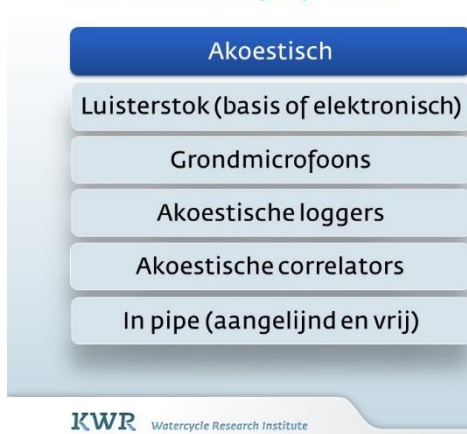 Akoestisch
Luisterstok (basis of elektronisch)
Grondmicrofoons
Akoestische loggers
Akoestische correlators
In pipe (aangelijnd en vrij)
KWR Watercycle Research Institute